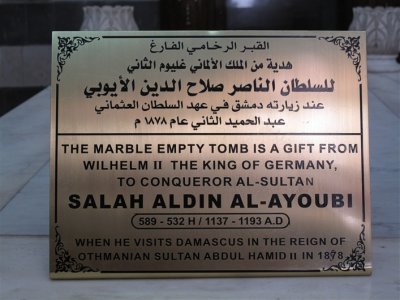 القبر الرخامي الفارغ
هدية من الملك الألماني غليوم الثاني
للسلطان الناصر صلاح الدين الأيوبي
عند زيارته دمشق في عهد السلطان العثماني
عبد الحميد الثاني عام ١٨٧٨ م
THE MARBLE EMPTY TOMB IS A GIFT FROM
WILHELM II THE KING OF GERMANY,
TO CONQUEROR AL-SULTAN
SALAH ALDIN AL-AYOUBI
589 - 532 H / 1137 - 1193 A.D
WHEN HE VISITS DAMASCUS IN THE REIGN OF
OTHMANIAN SULTAN ABDUL HAMID II IN 1878